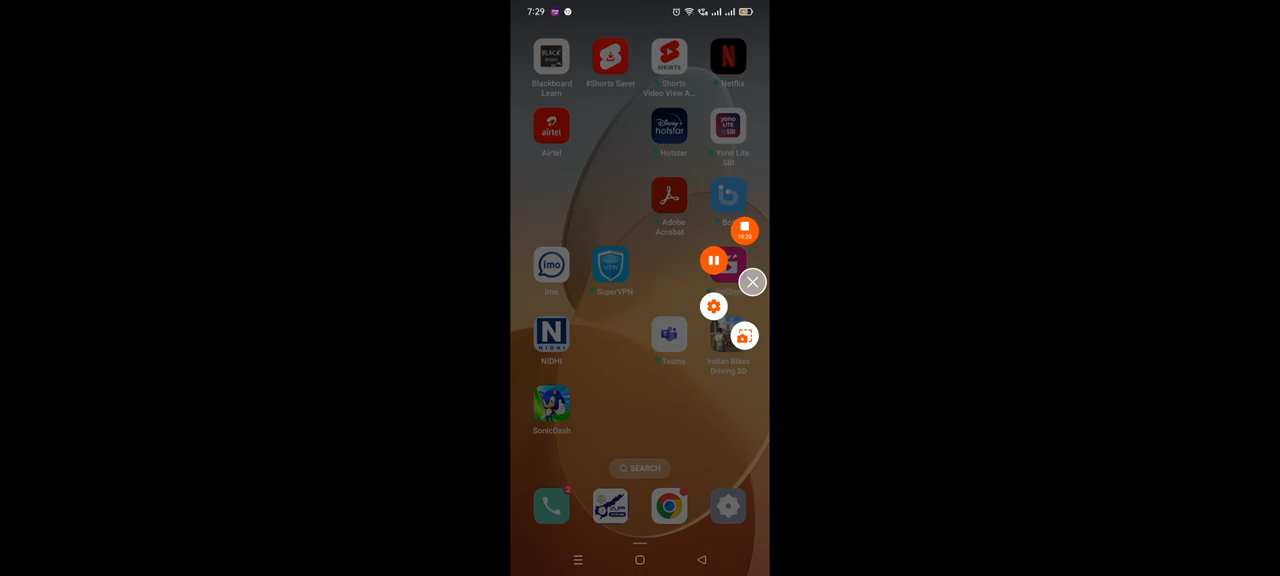 7:29
BLACK
Blackboard
Learn
#Shorts Saver
SHORTS
Shorts
Video View A...
N
Netflix
airtel
Airtel
Disney+
hotstar
Hotstar
yono
LITE
SBI
Yono Lite
SBI
Adobe
Acrobat
b
19:20
imo
imo
VPN
SuperVPN
N
NIDHI
NIDHI
Teams
Indian Bikes
Driving 3D
SonicDash
SEARCH
2